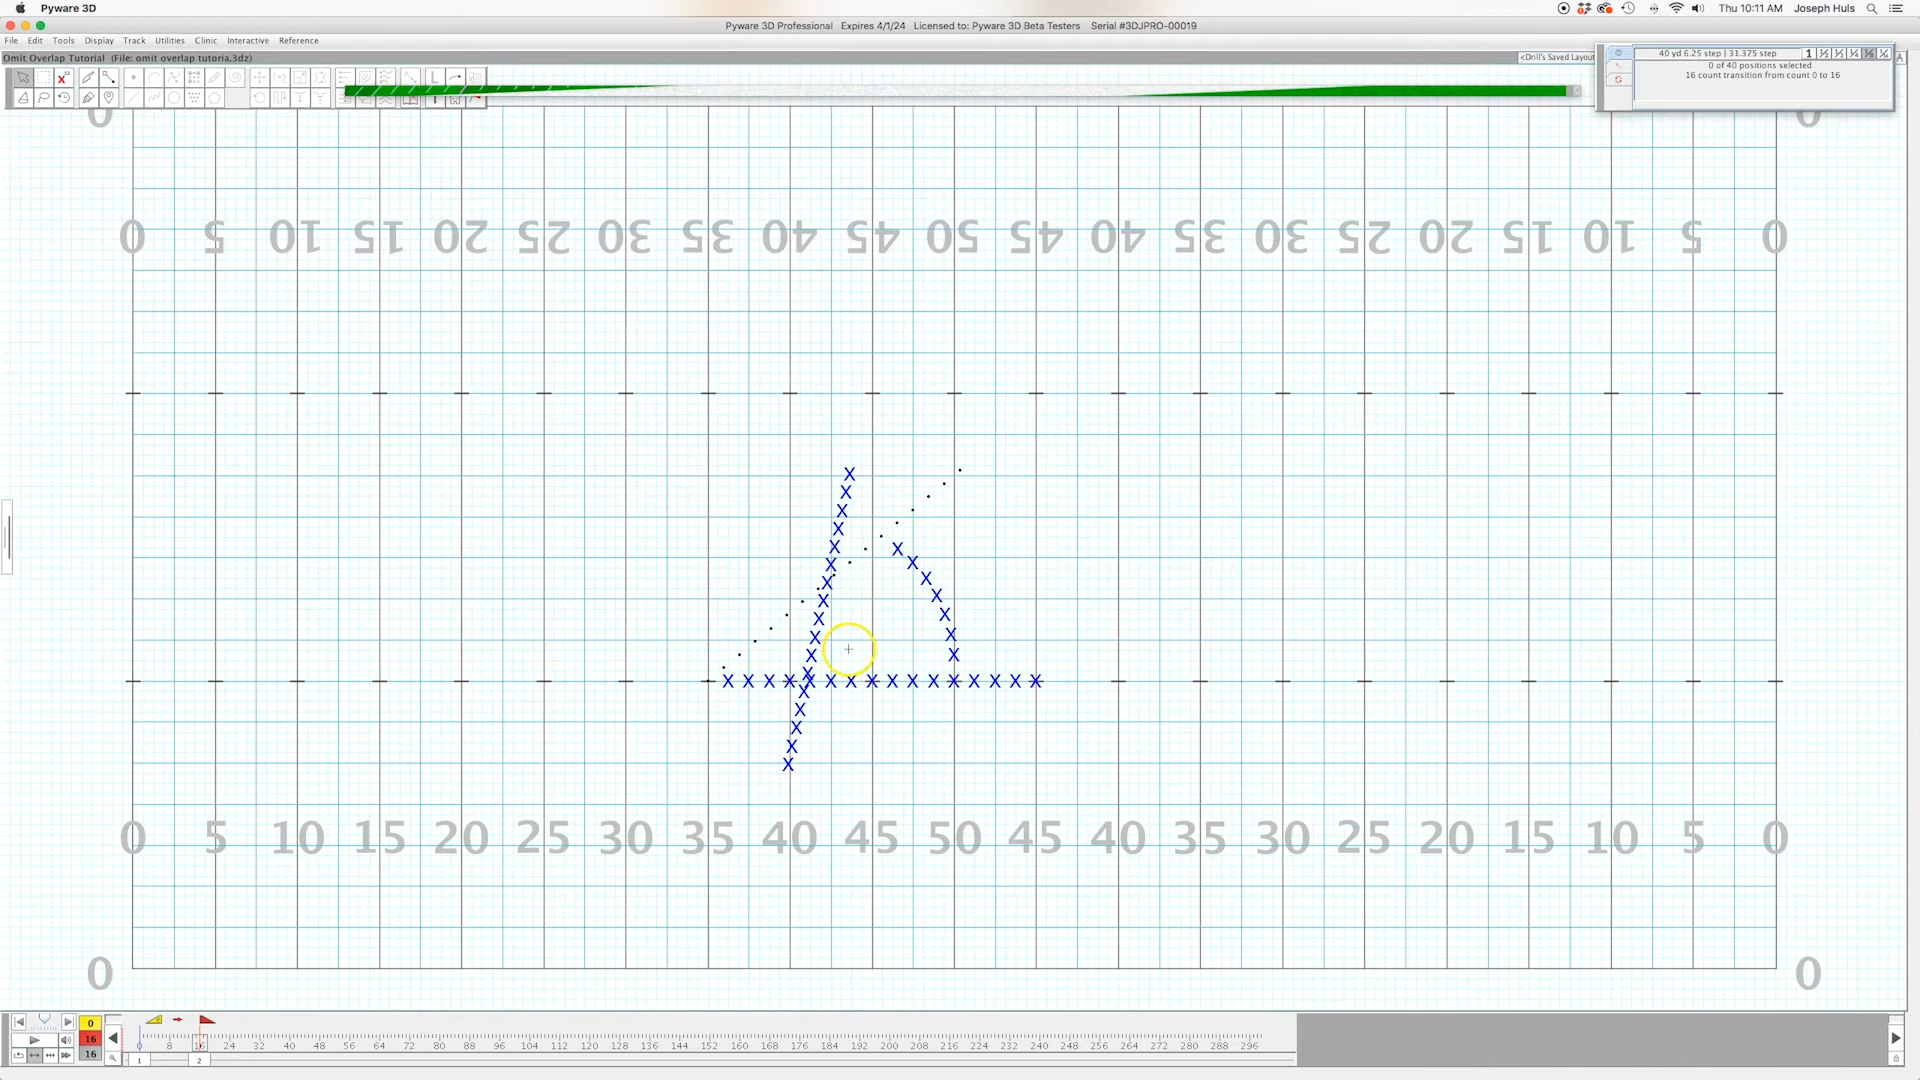 Pyware 3D
Thu 10:11 AM Joseph Huls
Pyware 3D Professional Expires 4/1/24 Licensed to: Pyware 3D Beta Testers Serial #3DJPRO-00019
File Edit Tools Display Track Utilities Clinic Interactive Reference
Omit Overlap Tutorial (File: omit overlap tutoria.3dz)
<Drill's Saved Layout
40 yd 6.25 step | 31.375 step
0 of 40 positions selected
16 count transition from count 0 to 16
0 0
0 5 10 15 20 25 30 35 40 45 50 45 40 35 30 25 20 15 10 5 0
0 5 10 15 20 25 30 35 40 45 50 45 40 35 30 25 20 15 10 5 0
0 0
0
16
16
0 8 16 24 32 40 48 56 64 72 80 88 96 104 112 120 128 136 144 152 160 168 176 184 192 200 208 216 224 232 240 248 256 264 272 280 288 296
1 2